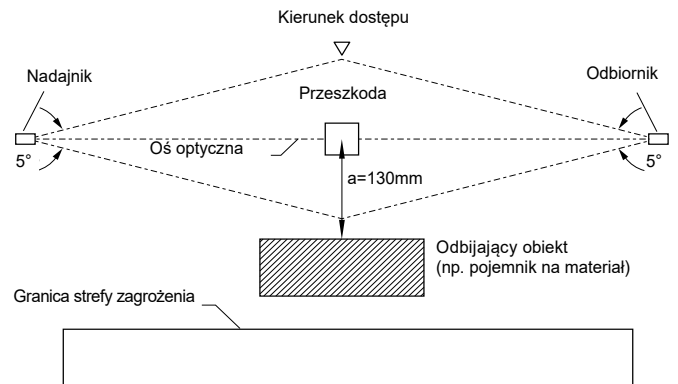 Kierunek dostępu
Nadajnik
Odbiornik
Przeszkoda
Oś optyczna
5°
5°
a=130mm
Odbijający obiekt
(np. pojemnik na materiał)
Granica strefy zagrożenia